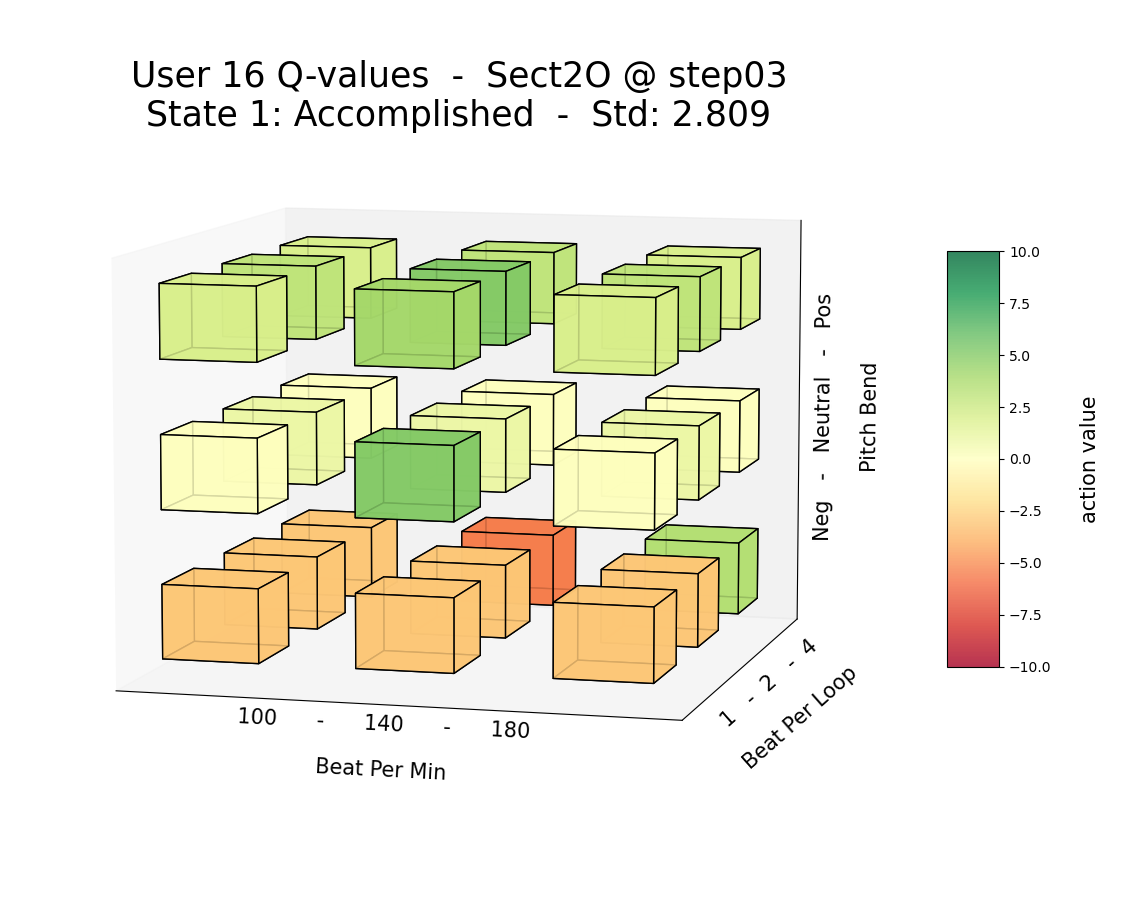 User 16 Q-values  -  Sect2O @ step03
State 1: Accomplished  -  Std: 2.809
Neg   -   Neutral   -   Pos
Pitch Bend
100   -   140   -   180
Beat Per Min
1  -  2  -  4
Beat Per Loop
10.0
7.5
5.0
2.5
0.0
−2.5
−5.0
−7.5
−10.0
action value